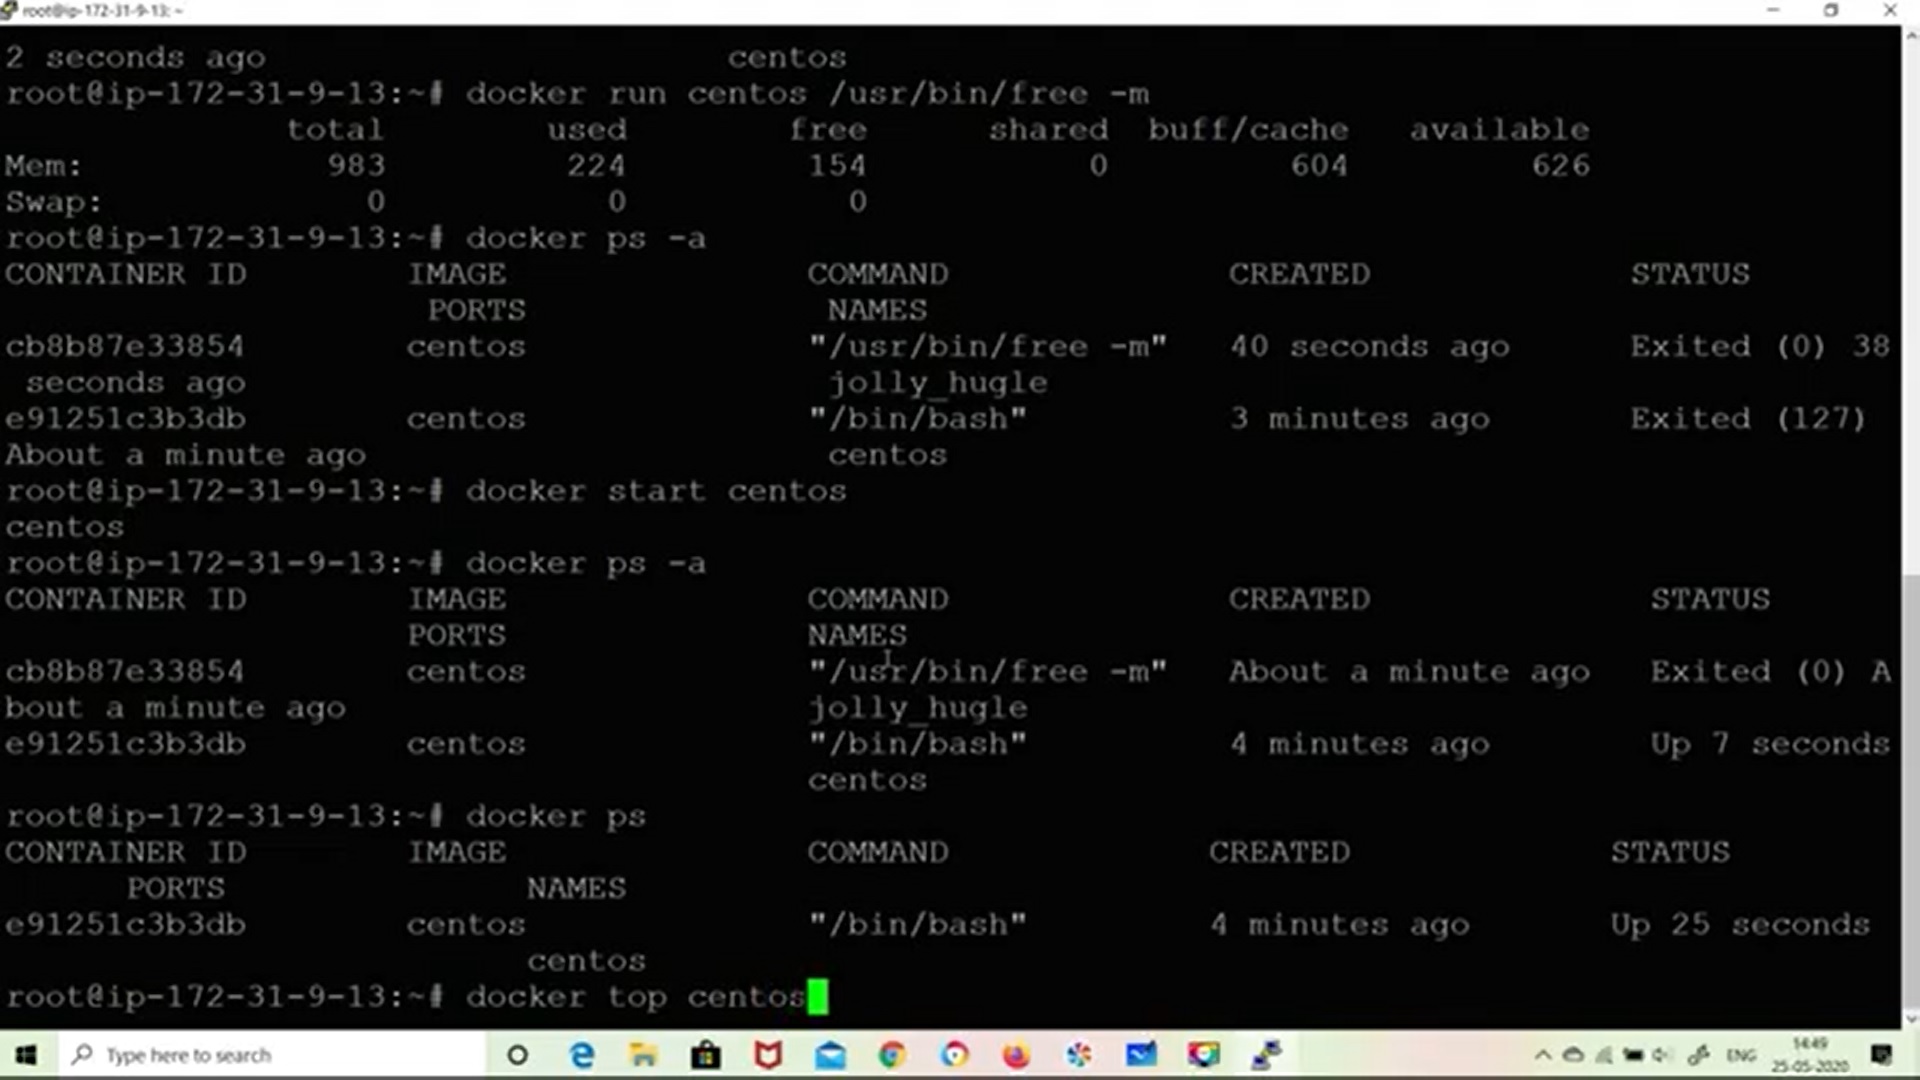 root@ip-172-31-9-13: ~
2 seconds ago centos
root@ip-172-31-9-13:~# docker run centos /usr/bin/free -m
total used free shared buff/cache available
Mem: 983 224 154 0 604 626
Swap: 0 0 0
root@ip-172-31-9-13:~# docker ps -a
CONTAINER ID IMAGE COMMAND CREATED STATUS
PORTS NAMES
cb8b87e33854 centos "/usr/bin/free -m" 40 seconds ago Exited (0) 38
seconds ago jolly_hugle
e91251c3b3db centos "/bin/bash" 3 minutes ago Exited (127)
About a minute ago centos
root@ip-172-31-9-13:~# docker start centos
centos
root@ip-172-31-9-13:~# docker ps -a
CONTAINER ID IMAGE COMMAND CREATED STATUS
PORTS NAMES
cb8b87e33854 centos "/usr/bin/free -m" About a minute ago Exited (0) A
bout a minute ago jolly_hugle
e91251c3b3db centos "/bin/bash" 4 minutes ago Up 7 seconds
centos
root@ip-172-31-9-13:~# docker ps
CONTAINER ID IMAGE COMMAND CREATED STATUS
PORTS NAMES
e91251c3b3db centos "/bin/bash" 4 minutes ago Up 25 seconds
centos
root@ip-172-31-9-13:~# docker top centos
Type here to search
ENG
14:49
25-05-2020